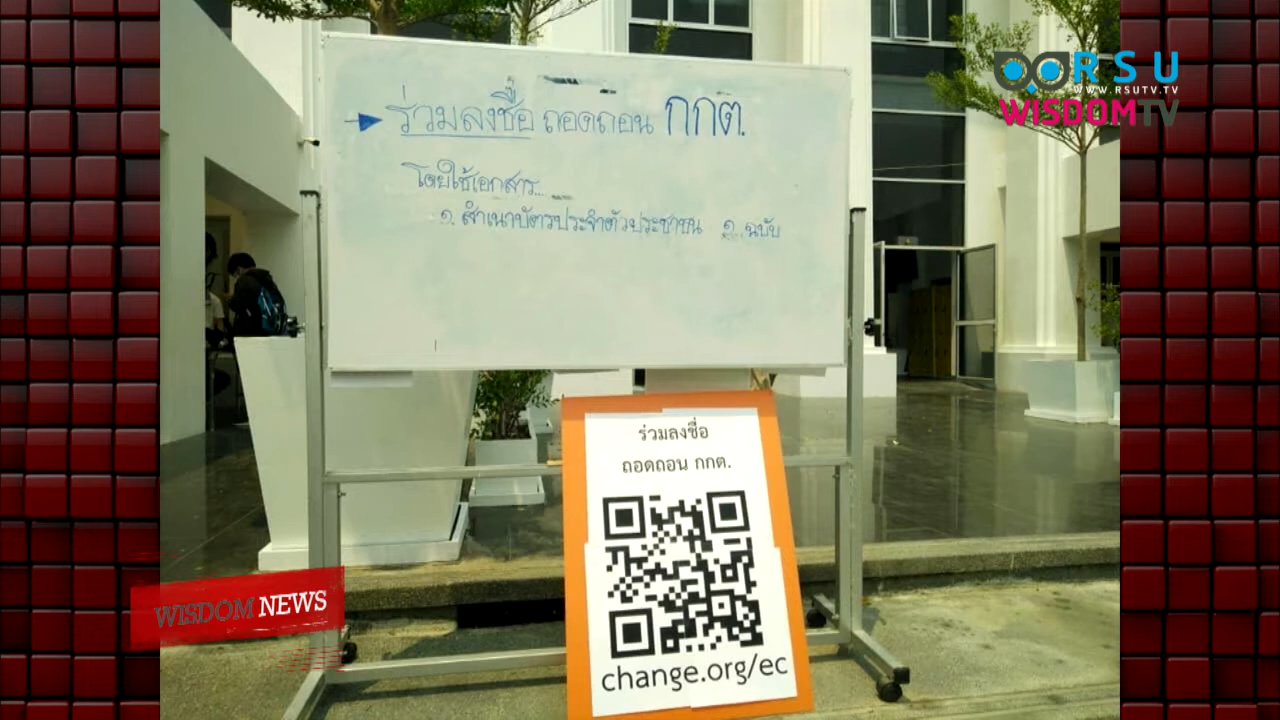 RSU
WWW.RSUTV.TV
WISDOMTV
ร่วมลงชื่อ ถอดถอน กกต.
โดยใช้เอกสาร...
๑. สำเนาบัตรประจำตัวประชาชน ๑ ฉบับ
ร่วมลงชื่อ
ถอดถอน กกต.
change.org/ec
WISDOM NEWS